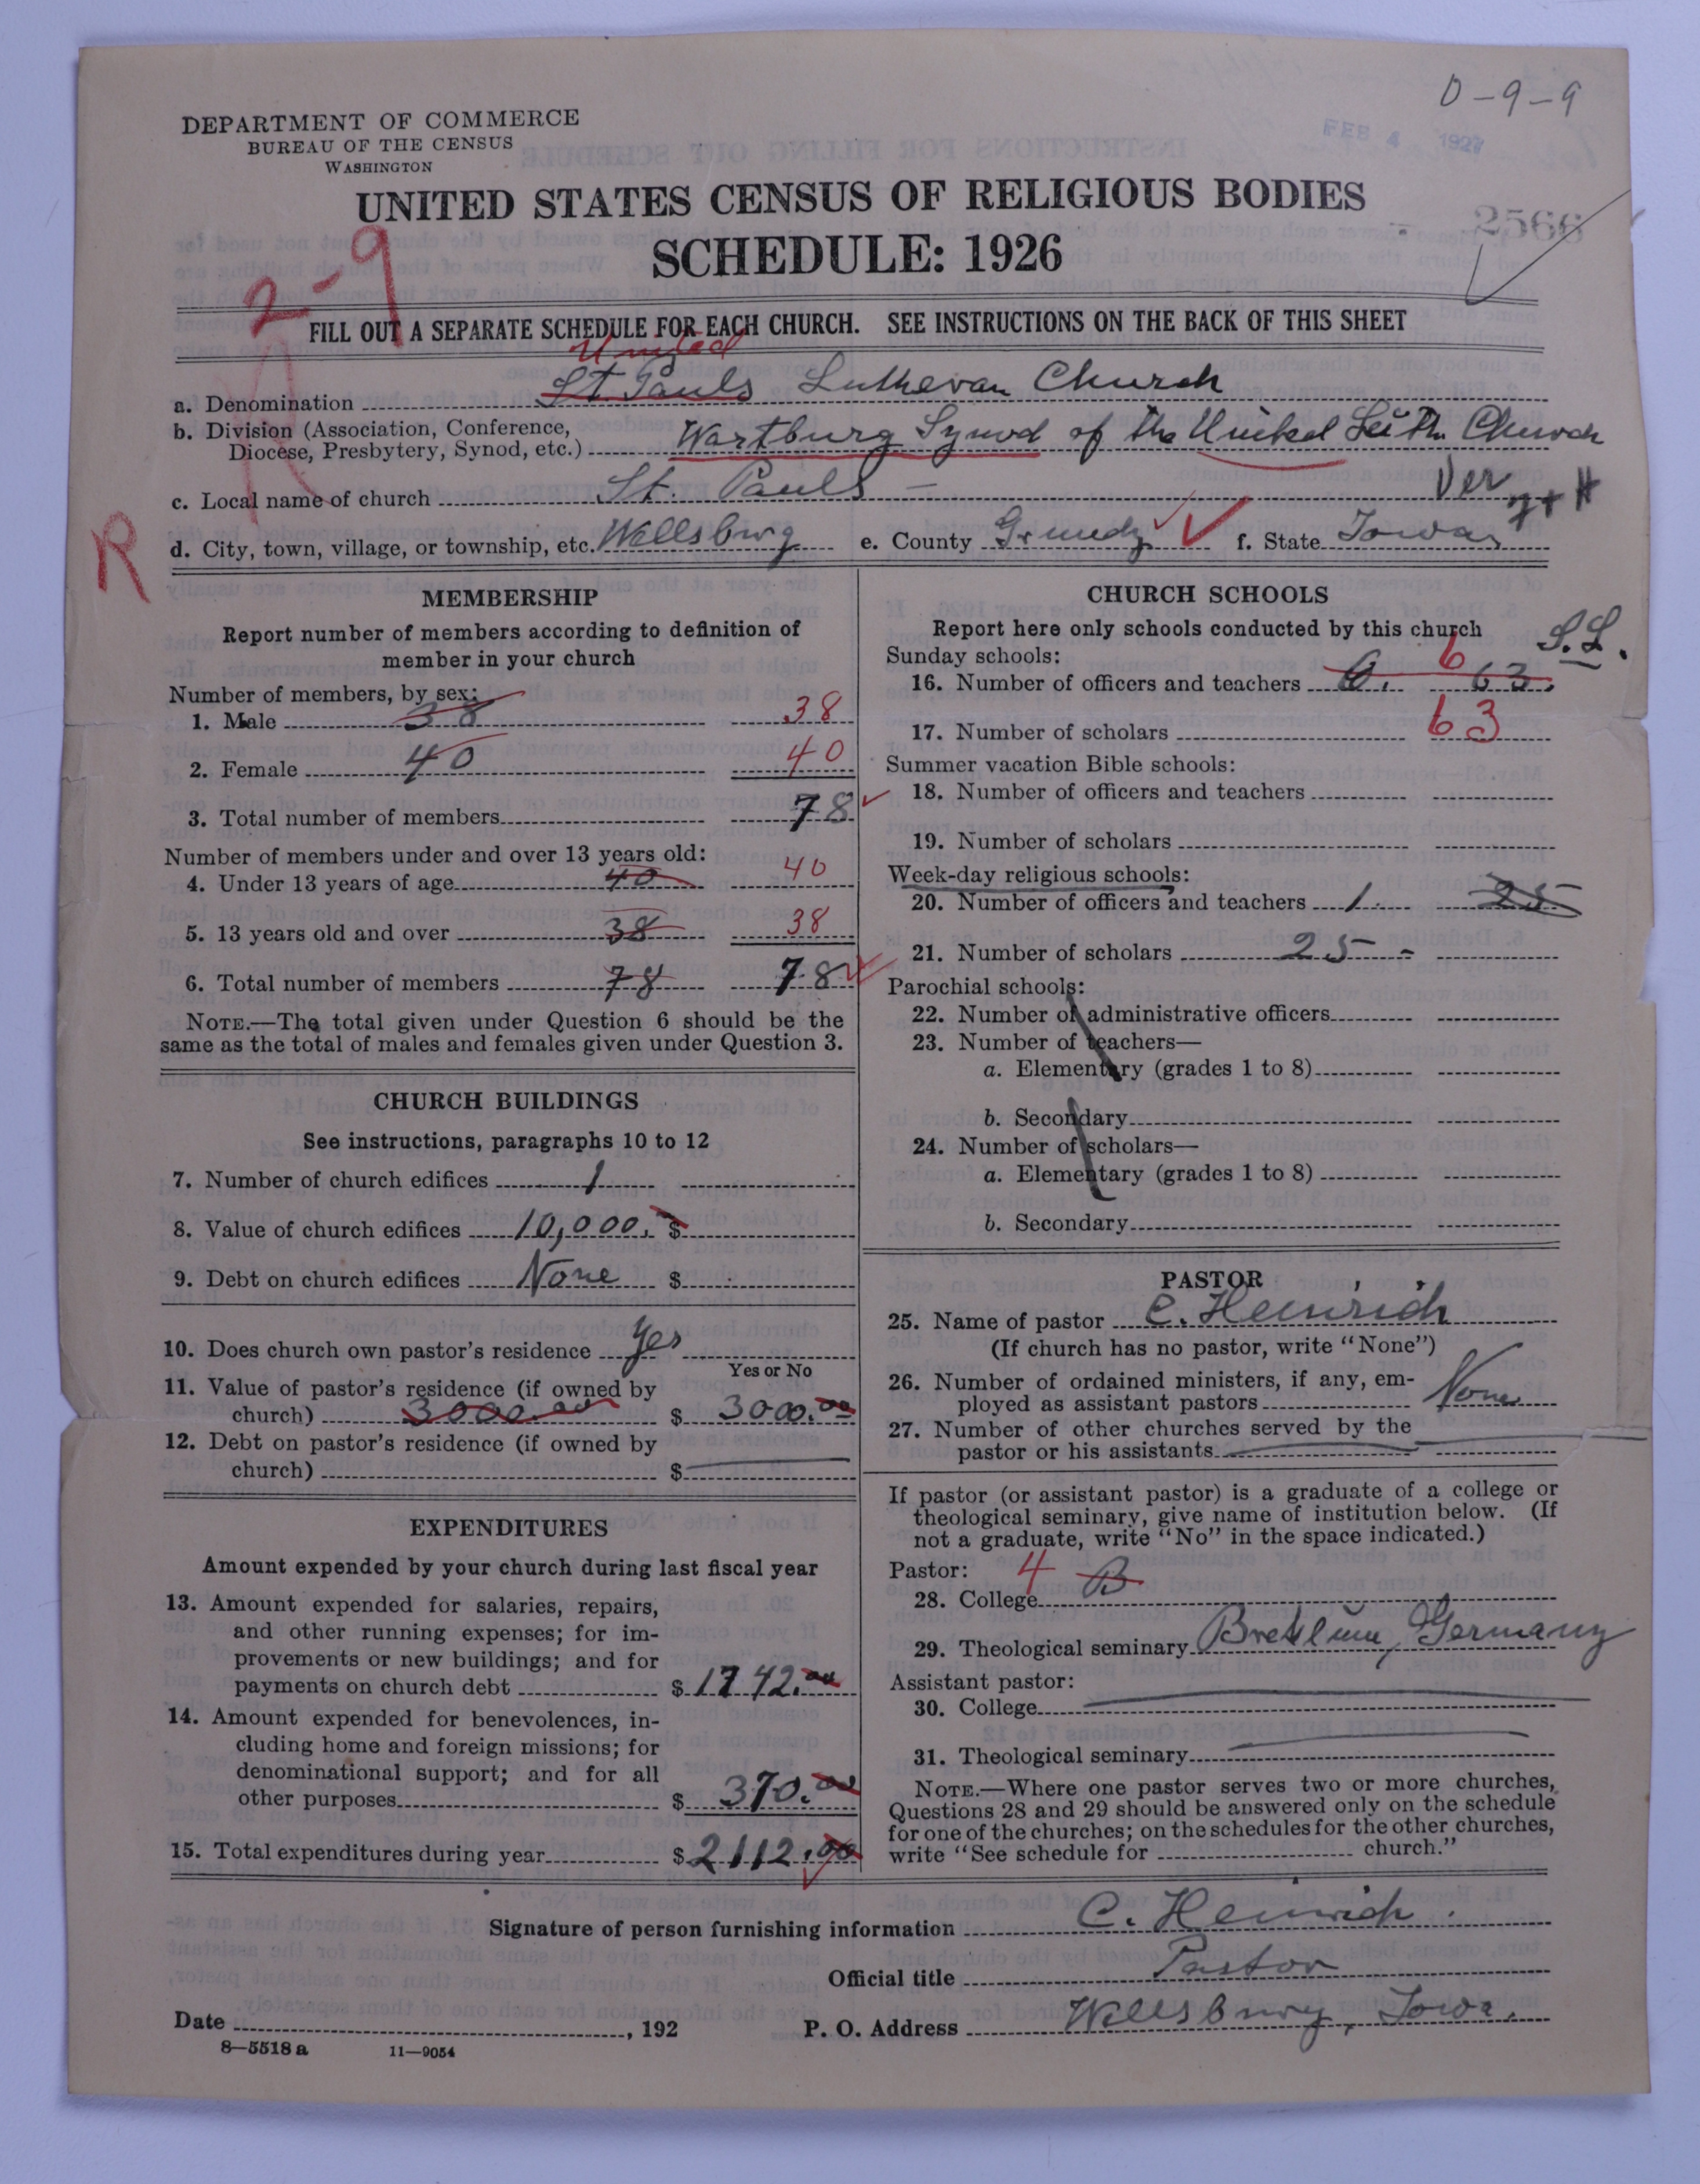 D-9-9
DEPARTMENT OF COMMERCE
BUREAU OF THE CENSUS
WASHINGTON
FEB 4 1927
UNITED STATES CENSUS OF RELIGIOUS BODIES
SCHEDULE: 1926
2566
2-9
FILL OUT A SEPARATE SCHEDULE FOR EACH CHURCH. SEE INSTRUCTIONS ON THE BACK OF THIS SHEET
United
a. Denomination St Pauls Lutheran Church
b. Division (Association, Conference,
Diocese, Presbytery, Synod, etc.) Wartburg Synod of the United Luth. Church
c. Local name of church St. Pauls - Ver
7 + H
R
d. City, town, village, or township, etc. Wellsburg e. County Grundy f. State Iowa
MEMBERSHIP
Report number of members according to definition of
member in your church
Number of members, by sex:
1. Male 38 38
2. Female 40 40
3. Total number of members 78
Number of members under and over 13 years old:
4. Under 13 years of age 40 40
5. 13 years old and over 38 38
6. Total number of members 78 78
NOTE.—The total given under Question 6 should be the
same as the total of males and females given under Question 3.
CHURCH BUILDINGS
See instructions, paragraphs 10 to 12
7. Number of church edifices 1
8. Value of church edifices 10,000.- $
9. Debt on church edifices None $
10. Does church own pastor's residence Yes
Yes or No
11. Value of pastor's residence (if owned by
church) 3000.00 $ 3000.00
12. Debt on pastor's residence (if owned by
church) $
EXPENDITURES
Amount expended by your church during last fiscal year
13. Amount expended for salaries, repairs,
and other running expenses; for im-
provements or new buildings; and for
payments on church debt $ 1742.00
14. Amount expended for benevolences, in-
cluding home and foreign missions; for
denominational support; and for all
other purposes $ 370.00
15. Total expenditures during year $ 2112.00
CHURCH SCHOOLS
Report here only schools conducted by this church
S.L.
Sunday schools:
6
16. Number of officers and teachers 6. 63.
17. Number of scholars 63
Summer vacation Bible schools:
18. Number of officers and teachers
19. Number of scholars
Week-day religious schools:
20. Number of officers and teachers 1. 25
21. Number of scholars 25 -
Parochial schools:
22. Number of administrative officers
23. Number of teachers—
a. Elementary (grades 1 to 8)
b. Secondary
24. Number of scholars—
a. Elementary (grades 1 to 8)
b. Secondary
PASTOR
25. Name of pastor C. Heinrich
(If church has no pastor, write "None")
26. Number of ordained ministers, if any, em-
ployed as assistant pastors None
27. Number of other churches served by the
pastor or his assistants
If pastor (or assistant pastor) is a graduate of a college or
theological seminary, give name of institution below. (If
not a graduate, write "No" in the space indicated.)
Pastor: 4 B
28. College
29. Theological seminary Breklum, Germany
Assistant pastor:
30. College
31. Theological seminary
NOTE.—Where one pastor serves two or more churches,
Questions 28 and 29 should be answered only on the schedule
for one of the churches; on the schedules for the other churches,
write "See schedule for church."
Signature of person furnishing information C. Heinrich.
Official title Pastor
Date , 192 P. O. Address Wellsburg, Iowa.
8—5518 a 11—9054